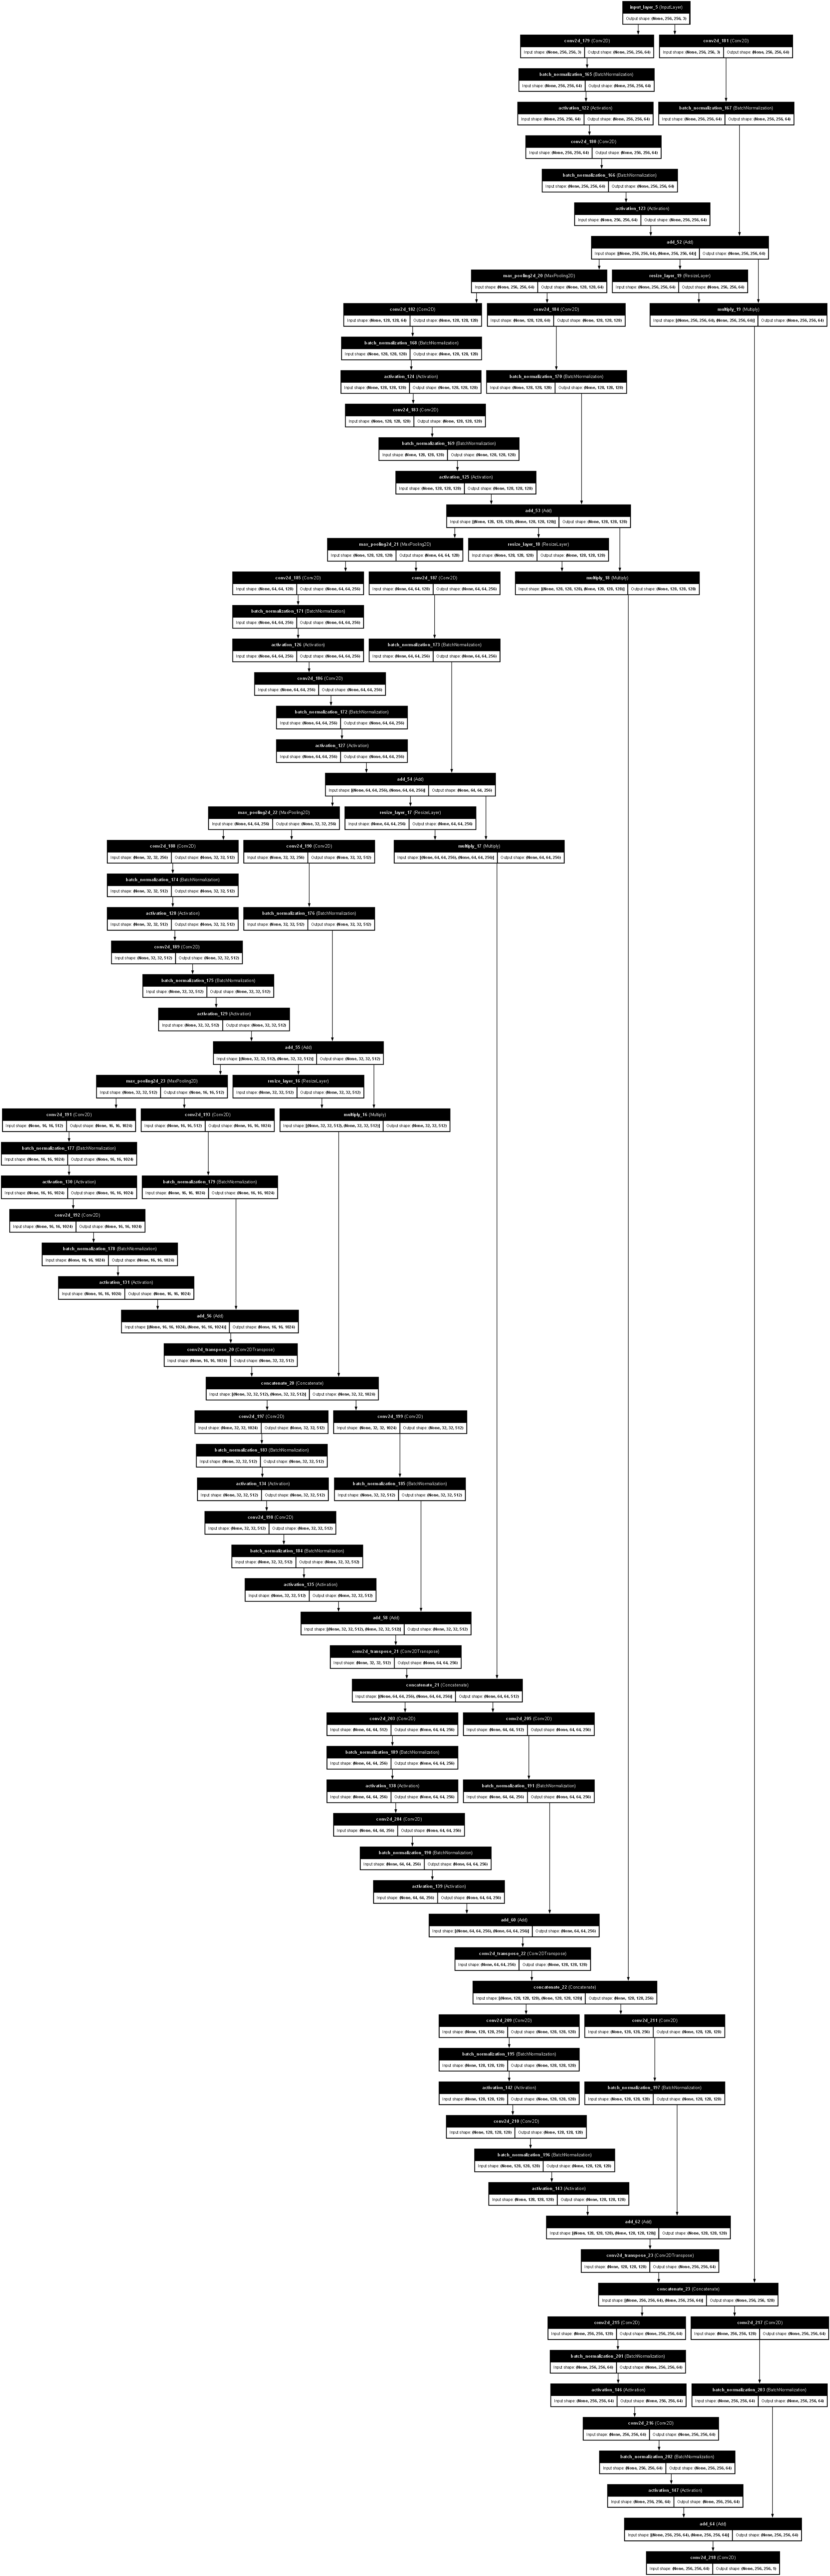 input_layer_5 (InputLayer)
Output shape: (None, 256, 256, 3)
conv2d_179 (Conv2D)
Input shape: (None, 256, 256, 3) Output shape: (None, 256, 256, 64)
conv2d_181 (Conv2D)
Input shape: (None, 256, 256, 3) Output shape: (None, 256, 256, 64)
batch_normalization_165 (BatchNormalization)
Input shape: (None, 256, 256, 64) Output shape: (None, 256, 256, 64)
activation_122 (Activation)
Input shape: (None, 256, 256, 64) Output shape: (None, 256, 256, 64)
batch_normalization_167 (BatchNormalization)
Input shape: (None, 256, 256, 64) Output shape: (None, 256, 256, 64)
conv2d_180 (Conv2D)
Input shape: (None, 256, 256, 64) Output shape: (None, 256, 256, 64)
batch_normalization_166 (BatchNormalization)
Input shape: (None, 256, 256, 64) Output shape: (None, 256, 256, 64)
activation_123 (Activation)
Input shape: (None, 256, 256, 64) Output shape: (None, 256, 256, 64)
add_52 (Add)
Input shape: [(None, 256, 256, 64), (None, 256, 256, 64)] Output shape: (None, 256, 256, 64)
max_pooling2d_20 (MaxPooling2D)
Input shape: (None, 256, 256, 64) Output shape: (None, 128, 128, 64)
resize_layer_19 (ResizeLayer)
Input shape: (None, 256, 256, 64) Output shape: (None, 256, 256, 64)
conv2d_182 (Conv2D)
Input shape: (None, 128, 128, 64) Output shape: (None, 128, 128, 128)
conv2d_184 (Conv2D)
Input shape: (None, 128, 128, 64) Output shape: (None, 128, 128, 128)
multiply_19 (Multiply)
Input shape: [(None, 256, 256, 64), (None, 256, 256, 64)] Output shape: (None, 256, 256, 64)
batch_normalization_168 (BatchNormalization)
Input shape: (None, 128, 128, 128) Output shape: (None, 128, 128, 128)
activation_124 (Activation)
Input shape: (None, 128, 128, 128) Output shape: (None, 128, 128, 128)
batch_normalization_170 (BatchNormalization)
Input shape: (None, 128, 128, 128) Output shape: (None, 128, 128, 128)
conv2d_183 (Conv2D)
Input shape: (None, 128, 128, 128) Output shape: (None, 128, 128, 128)
batch_normalization_169 (BatchNormalization)
Input shape: (None, 128, 128, 128) Output shape: (None, 128, 128, 128)
activation_125 (Activation)
Input shape: (None, 128, 128, 128) Output shape: (None, 128, 128, 128)
add_53 (Add)
Input shape: [(None, 128, 128, 128), (None, 128, 128, 128)] Output shape: (None, 128, 128, 128)
max_pooling2d_21 (MaxPooling2D)
Input shape: (None, 128, 128, 128) Output shape: (None, 64, 64, 128)
resize_layer_18 (ResizeLayer)
Input shape: (None, 128, 128, 128) Output shape: (None, 128, 128, 128)
conv2d_185 (Conv2D)
Input shape: (None, 64, 64, 128) Output shape: (None, 64, 64, 256)
conv2d_187 (Conv2D)
Input shape: (None, 64, 64, 128) Output shape: (None, 64, 64, 256)
multiply_18 (Multiply)
Input shape: [(None, 128, 128, 128), (None, 128, 128, 128)] Output shape: (None, 128, 128, 128)
batch_normalization_171 (BatchNormalization)
Input shape: (None, 64, 64, 256) Output shape: (None, 64, 64, 256)
activation_126 (Activation)
Input shape: (None, 64, 64, 256) Output shape: (None, 64, 64, 256)
batch_normalization_173 (BatchNormalization)
Input shape: (None, 64, 64, 256) Output shape: (None, 64, 64, 256)
conv2d_186 (Conv2D)
Input shape: (None, 64, 64, 256) Output shape: (None, 64, 64, 256)
batch_normalization_172 (BatchNormalization)
Input shape: (None, 64, 64, 256) Output shape: (None, 64, 64, 256)
activation_127 (Activation)
Input shape: (None, 64, 64, 256) Output shape: (None, 64, 64, 256)
add_54 (Add)
Input shape: [(None, 64, 64, 256), (None, 64, 64, 256)] Output shape: (None, 64, 64, 256)
max_pooling2d_22 (MaxPooling2D)
Input shape: (None, 64, 64, 256) Output shape: (None, 32, 32, 256)
resize_layer_17 (ResizeLayer)
Input shape: (None, 64, 64, 256) Output shape: (None, 64, 64, 256)
conv2d_188 (Conv2D)
Input shape: (None, 32, 32, 256) Output shape: (None, 32, 32, 512)
conv2d_190 (Conv2D)
Input shape: (None, 32, 32, 256) Output shape: (None, 32, 32, 512)
multiply_17 (Multiply)
Input shape: [(None, 64, 64, 256), (None, 64, 64, 256)] Output shape: (None, 64, 64, 256)
batch_normalization_174 (BatchNormalization)
Input shape: (None, 32, 32, 512) Output shape: (None, 32, 32, 512)
activation_128 (Activation)
Input shape: (None, 32, 32, 512) Output shape: (None, 32, 32, 512)
batch_normalization_176 (BatchNormalization)
Input shape: (None, 32, 32, 512) Output shape: (None, 32, 32, 512)
conv2d_189 (Conv2D)
Input shape: (None, 32, 32, 512) Output shape: (None, 32, 32, 512)
batch_normalization_175 (BatchNormalization)
Input shape: (None, 32, 32, 512) Output shape: (None, 32, 32, 512)
activation_129 (Activation)
Input shape: (None, 32, 32, 512) Output shape: (None, 32, 32, 512)
add_55 (Add)
Input shape: [(None, 32, 32, 512), (None, 32, 32, 512)] Output shape: (None, 32, 32, 512)
max_pooling2d_23 (MaxPooling2D)
Input shape: (None, 32, 32, 512) Output shape: (None, 16, 16, 512)
resize_layer_16 (ResizeLayer)
Input shape: (None, 32, 32, 512) Output shape: (None, 32, 32, 512)
conv2d_191 (Conv2D)
Input shape: (None, 16, 16, 512) Output shape: (None, 16, 16, 1024)
conv2d_193 (Conv2D)
Input shape: (None, 16, 16, 512) Output shape: (None, 16, 16, 1024)
multiply_16 (Multiply)
Input shape: [(None, 32, 32, 512), (None, 32, 32, 512)] Output shape: (None, 32, 32, 512)
batch_normalization_177 (BatchNormalization)
Input shape: (None, 16, 16, 1024) Output shape: (None, 16, 16, 1024)
activation_130 (Activation)
Input shape: (None, 16, 16, 1024) Output shape: (None, 16, 16, 1024)
batch_normalization_179 (BatchNormalization)
Input shape: (None, 16, 16, 1024) Output shape: (None, 16, 16, 1024)
conv2d_192 (Conv2D)
Input shape: (None, 16, 16, 1024) Output shape: (None, 16, 16, 1024)
batch_normalization_178 (BatchNormalization)
Input shape: (None, 16, 16, 1024) Output shape: (None, 16, 16, 1024)
activation_131 (Activation)
Input shape: (None, 16, 16, 1024) Output shape: (None, 16, 16, 1024)
add_56 (Add)
Input shape: [(None, 16, 16, 1024), (None, 16, 16, 1024)] Output shape: (None, 16, 16, 1024)
conv2d_transpose_20 (Conv2DTranspose)
Input shape: (None, 16, 16, 1024) Output shape: (None, 32, 32, 512)
concatenate_20 (Concatenate)
Input shape: [(None, 32, 32, 512), (None, 32, 32, 512)] Output shape: (None, 32, 32, 1024)
conv2d_197 (Conv2D)
Input shape: (None, 32, 32, 1024) Output shape: (None, 32, 32, 512)
conv2d_199 (Conv2D)
Input shape: (None, 32, 32, 1024) Output shape: (None, 32, 32, 512)
batch_normalization_183 (BatchNormalization)
Input shape: (None, 32, 32, 512) Output shape: (None, 32, 32, 512)
activation_134 (Activation)
Input shape: (None, 32, 32, 512) Output shape: (None, 32, 32, 512)
batch_normalization_185 (BatchNormalization)
Input shape: (None, 32, 32, 512) Output shape: (None, 32, 32, 512)
conv2d_198 (Conv2D)
Input shape: (None, 32, 32, 512) Output shape: (None, 32, 32, 512)
batch_normalization_184 (BatchNormalization)
Input shape: (None, 32, 32, 512) Output shape: (None, 32, 32, 512)
activation_135 (Activation)
Input shape: (None, 32, 32, 512) Output shape: (None, 32, 32, 512)
add_58 (Add)
Input shape: [(None, 32, 32, 512), (None, 32, 32, 512)] Output shape: (None, 32, 32, 512)
conv2d_transpose_21 (Conv2DTranspose)
Input shape: (None, 32, 32, 512) Output shape: (None, 64, 64, 256)
concatenate_21 (Concatenate)
Input shape: [(None, 64, 64, 256), (None, 64, 64, 256)] Output shape: (None, 64, 64, 512)
conv2d_203 (Conv2D)
Input shape: (None, 64, 64, 512) Output shape: (None, 64, 64, 256)
conv2d_205 (Conv2D)
Input shape: (None, 64, 64, 512) Output shape: (None, 64, 64, 256)
batch_normalization_189 (BatchNormalization)
Input shape: (None, 64, 64, 256) Output shape: (None, 64, 64, 256)
activation_138 (Activation)
Input shape: (None, 64, 64, 256) Output shape: (None, 64, 64, 256)
batch_normalization_191 (BatchNormalization)
Input shape: (None, 64, 64, 256) Output shape: (None, 64, 64, 256)
conv2d_204 (Conv2D)
Input shape: (None, 64, 64, 256) Output shape: (None, 64, 64, 256)
batch_normalization_190 (BatchNormalization)
Input shape: (None, 64, 64, 256) Output shape: (None, 64, 64, 256)
activation_139 (Activation)
Input shape: (None, 64, 64, 256) Output shape: (None, 64, 64, 256)
add_60 (Add)
Input shape: [(None, 64, 64, 256), (None, 64, 64, 256)] Output shape: (None, 64, 64, 256)
conv2d_transpose_22 (Conv2DTranspose)
Input shape: (None, 64, 64, 256) Output shape: (None, 128, 128, 128)
concatenate_22 (Concatenate)
Input shape: [(None, 128, 128, 128), (None, 128, 128, 128)] Output shape: (None, 128, 128, 256)
conv2d_209 (Conv2D)
Input shape: (None, 128, 128, 256) Output shape: (None, 128, 128, 128)
conv2d_211 (Conv2D)
Input shape: (None, 128, 128, 256) Output shape: (None, 128, 128, 128)
batch_normalization_195 (BatchNormalization)
Input shape: (None, 128, 128, 128) Output shape: (None, 128, 128, 128)
activation_142 (Activation)
Input shape: (None, 128, 128, 128) Output shape: (None, 128, 128, 128)
batch_normalization_197 (BatchNormalization)
Input shape: (None, 128, 128, 128) Output shape: (None, 128, 128, 128)
conv2d_210 (Conv2D)
Input shape: (None, 128, 128, 128) Output shape: (None, 128, 128, 128)
batch_normalization_196 (BatchNormalization)
Input shape: (None, 128, 128, 128) Output shape: (None, 128, 128, 128)
activation_143 (Activation)
Input shape: (None, 128, 128, 128) Output shape: (None, 128, 128, 128)
add_62 (Add)
Input shape: [(None, 128, 128, 128), (None, 128, 128, 128)] Output shape: (None, 128, 128, 128)
conv2d_transpose_23 (Conv2DTranspose)
Input shape: (None, 128, 128, 128) Output shape: (None, 256, 256, 64)
concatenate_23 (Concatenate)
Input shape: [(None, 256, 256, 64), (None, 256, 256, 64)] Output shape: (None, 256, 256, 128)
conv2d_215 (Conv2D)
Input shape: (None, 256, 256, 128) Output shape: (None, 256, 256, 64)
conv2d_217 (Conv2D)
Input shape: (None, 256, 256, 128) Output shape: (None, 256, 256, 64)
batch_normalization_201 (BatchNormalization)
Input shape: (None, 256, 256, 64) Output shape: (None, 256, 256, 64)
activation_146 (Activation)
Input shape: (None, 256, 256, 64) Output shape: (None, 256, 256, 64)
batch_normalization_203 (BatchNormalization)
Input shape: (None, 256, 256, 64) Output shape: (None, 256, 256, 64)
conv2d_216 (Conv2D)
Input shape: (None, 256, 256, 64) Output shape: (None, 256, 256, 64)
batch_normalization_202 (BatchNormalization)
Input shape: (None, 256, 256, 64) Output shape: (None, 256, 256, 64)
activation_147 (Activation)
Input shape: (None, 256, 256, 64) Output shape: (None, 256, 256, 64)
add_64 (Add)
Input shape: [(None, 256, 256, 64), (None, 256, 256, 64)] Output shape: (None, 256, 256, 64)
conv2d_218 (Conv2D)
Input shape: (None, 256, 256, 64) Output shape: (None, 256, 256, 1)